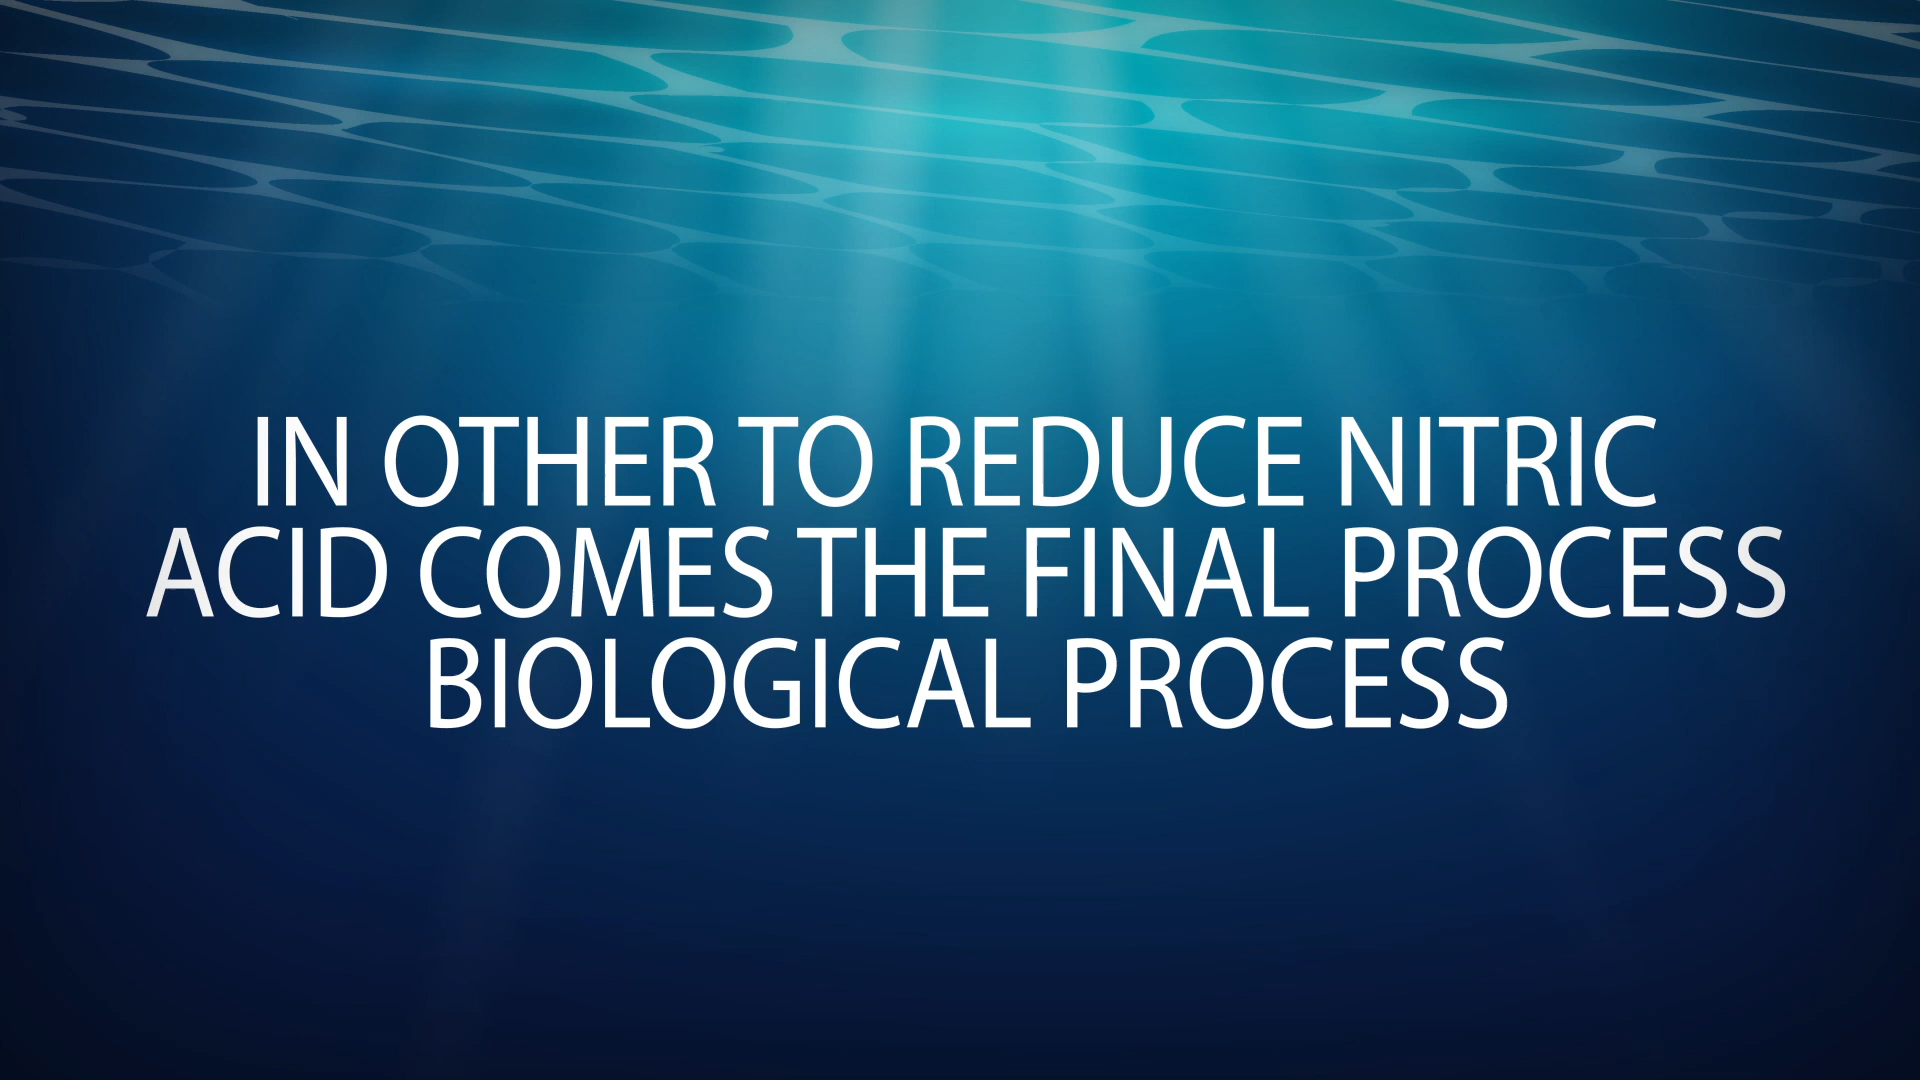 IN OTHER TO REDUCE NITRIC
ACID COMES THE FINAL PROCESS
BIOLOGICAL PROCESS